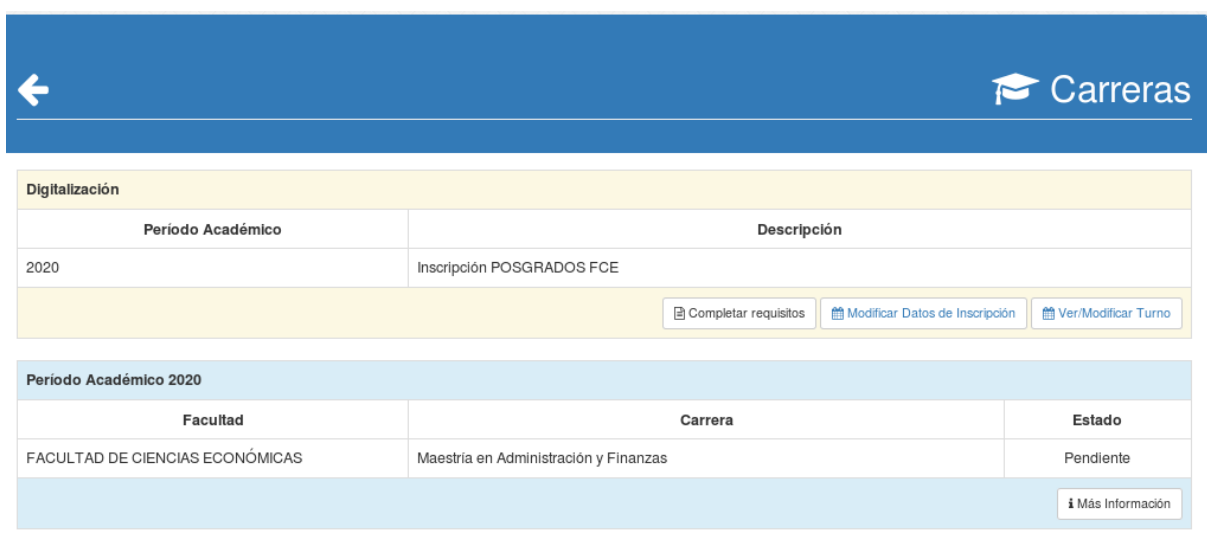 Carreras
Digitalización
Período Académico Descripción
2020 Inscripción POSGRADOS FCE
Completar requisitos Modificar Datos de Inscripción Ver/Modificar Turno
Período Académico 2020
Facultad Carrera Estado
FACULTAD DE CIENCIAS ECONÓMICAS Maestría en Administración y Finanzas Pendiente
Más Información